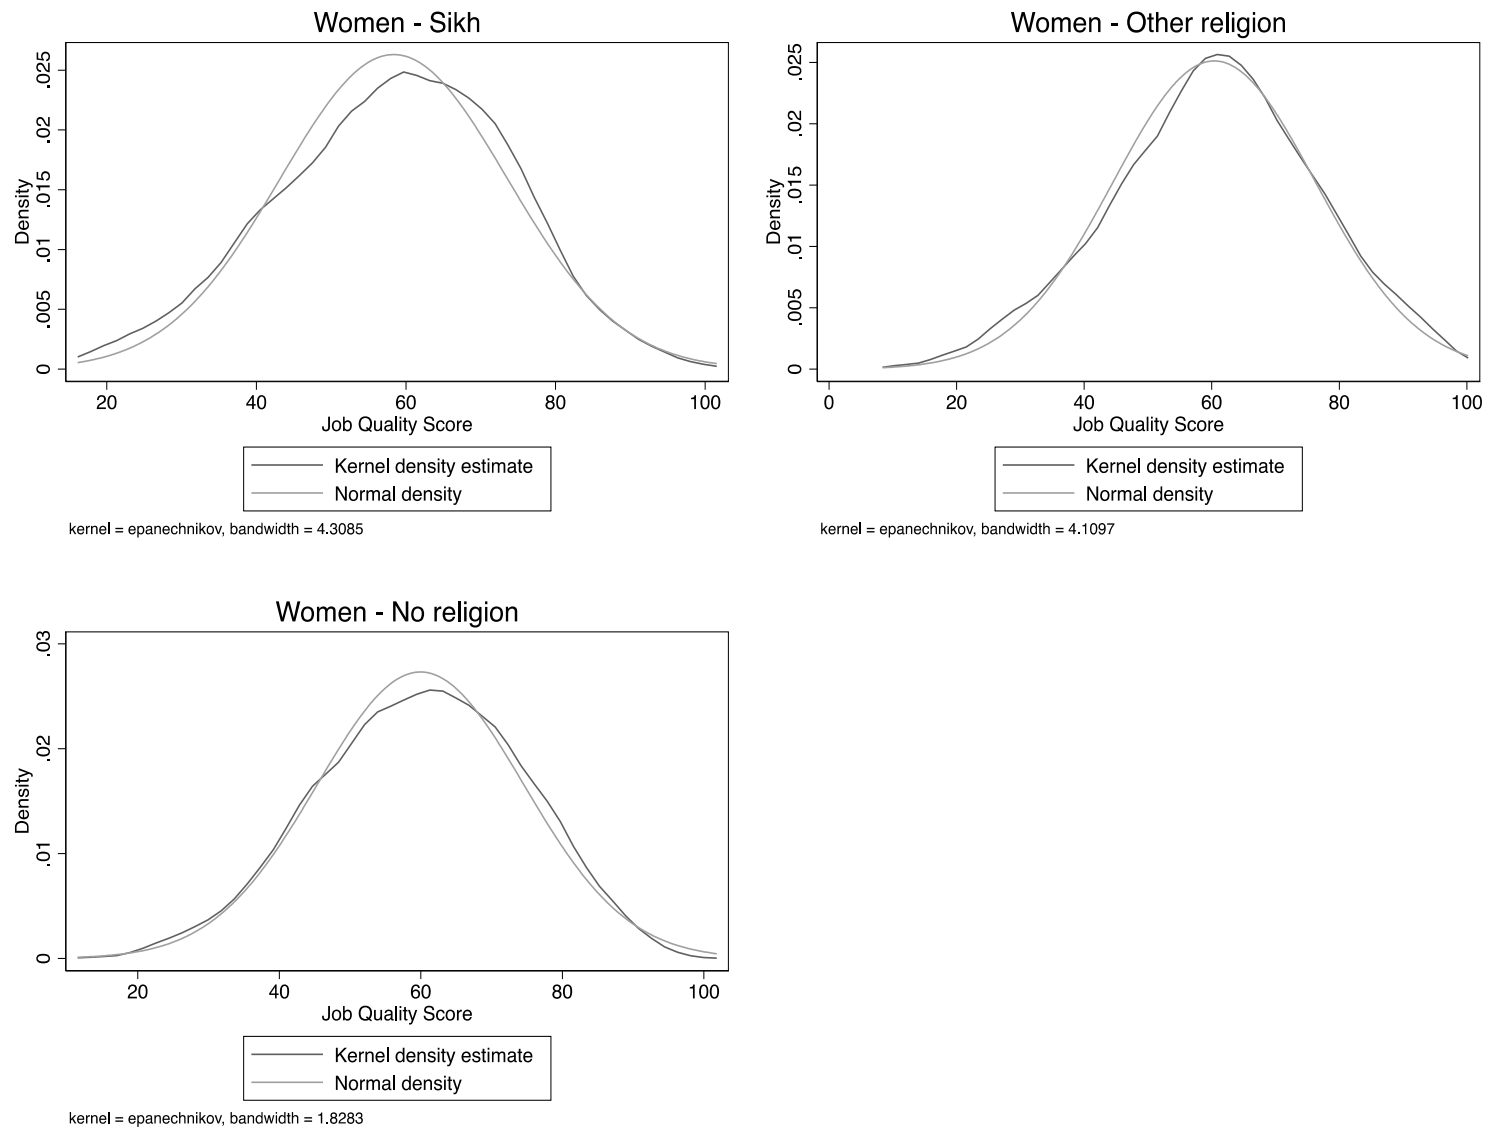 Women - Sikh
Density
.025
.02
.015
.01
.005
0
20 40 60 80 100
Job Quality Score
Kernel density estimate
Normal density
kernel = epanechnikov, bandwidth = 4.3085
Women - Other religion
Density
.025
.02
.015
.01
.005
0
0 20 40 60 80 100
Job Quality Score
Kernel density estimate
Normal density
kernel = epanechnikov, bandwidth = 4.1097
Women - No religion
Density
.03
.02
.01
0
20 40 60 80 100
Job Quality Score
Kernel density estimate
Normal density
kernel = epanechnikov, bandwidth = 1.8283